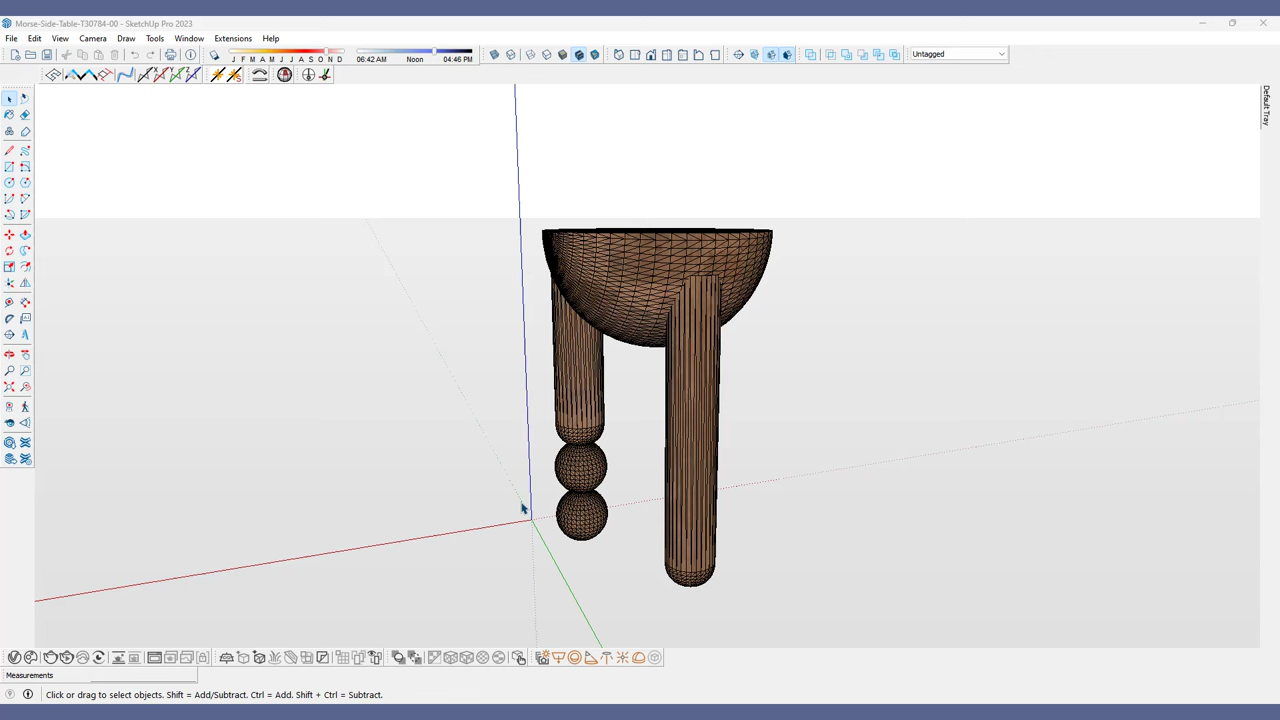 Morse-Side-Table-T30784-00 - SketchUp Pro 2023
File Edit View Camera Draw Tools Window Extensions Help
J F M A M J J A S O N D 06:42 AM Noon 04:46 PM Untagged
Default Tray
Measurements
Click or drag to select objects. Shift = Add/Subtract. Ctrl = Add. Shift + Ctrl = Subtract.